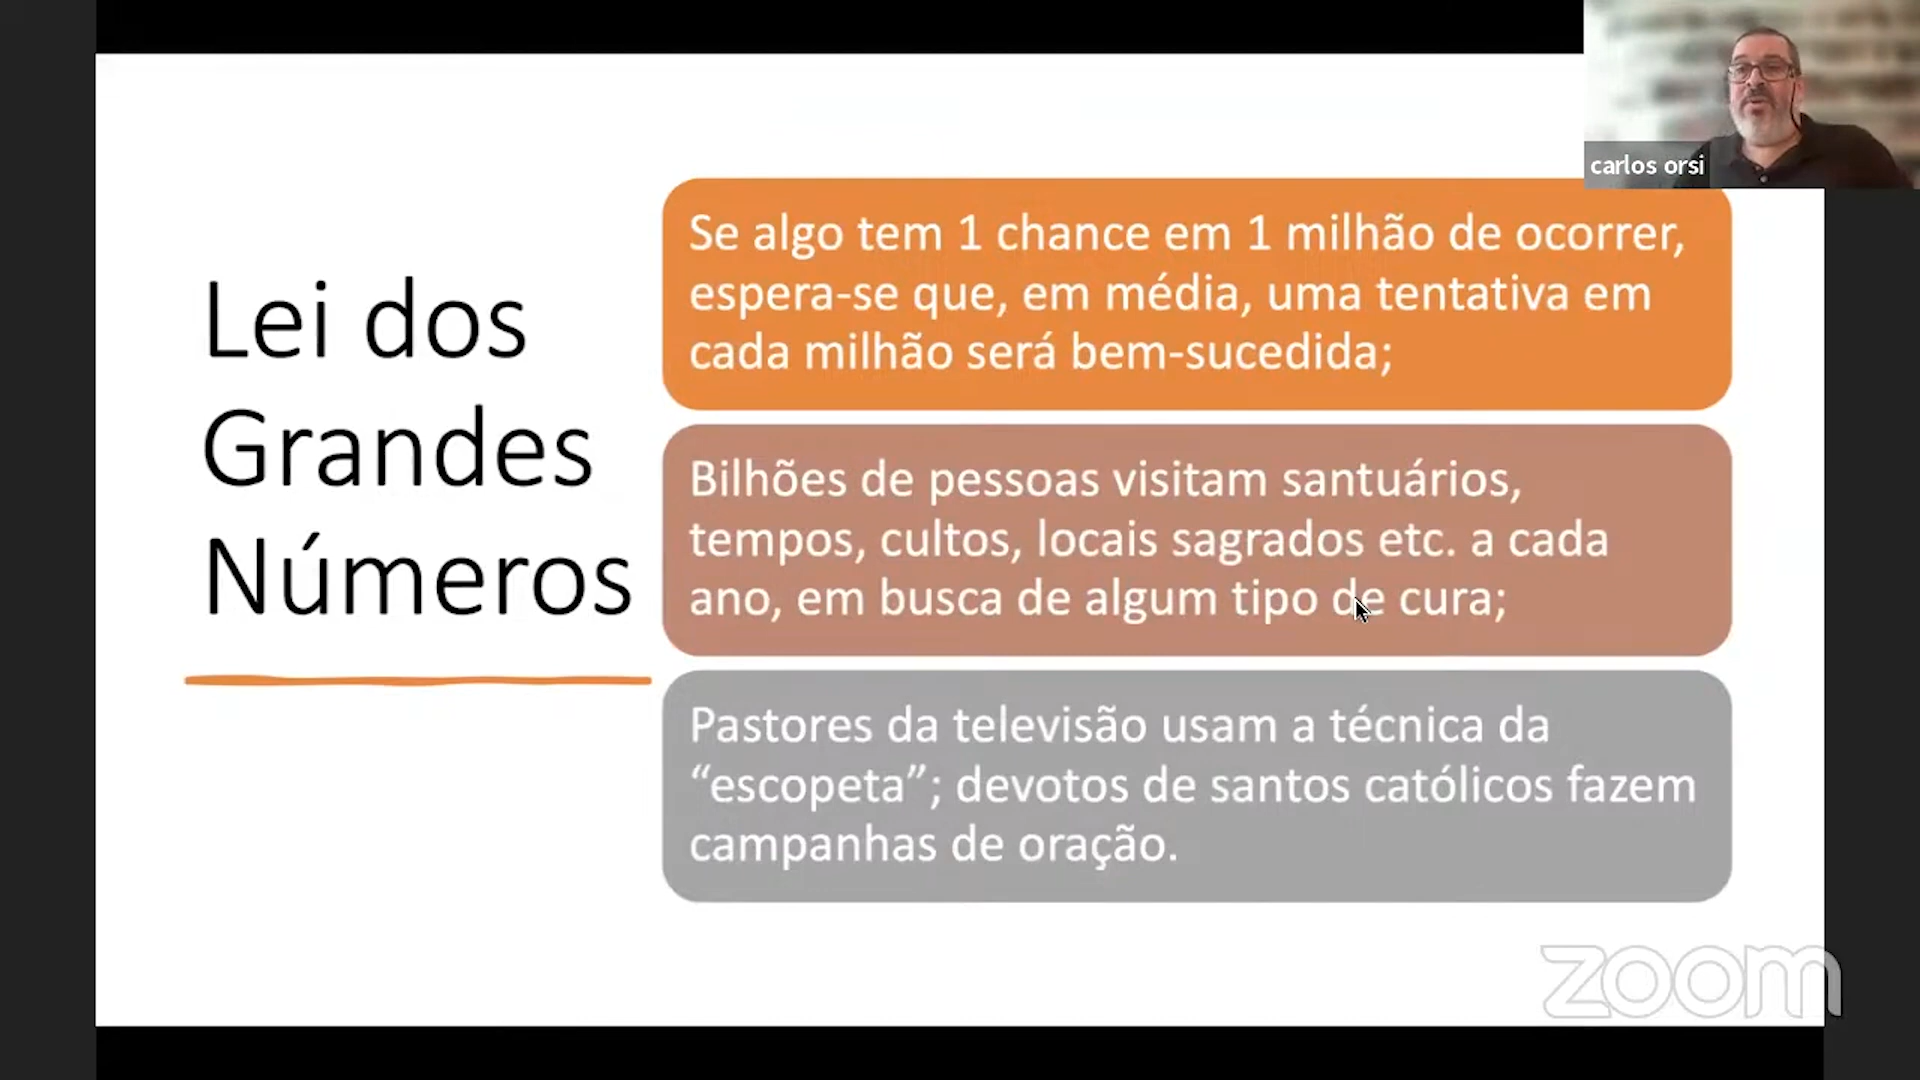 carlos orsi
Lei dos
Grandes
Números
Se algo tem 1 chance em 1 milhão de ocorrer,
espera-se que, em média, uma tentativa em
cada milhão será bem-sucedida;
Bilhões de pessoas visitam santuários,
tempos, cultos, locais sagrados etc. a cada
ano, em busca de algum tipo de cura;
Pastores da televisão usam a técnica da
“escopeta”; devotos de santos católicos fazem
campanhas de oração.
zoom